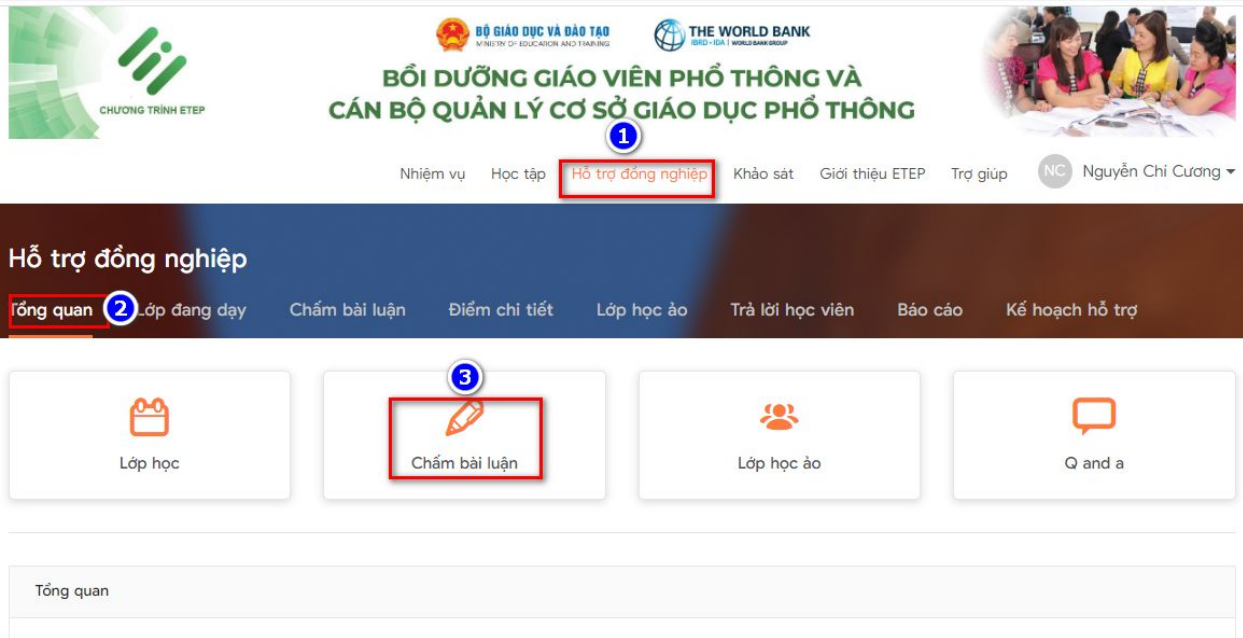 CHƯƠNG TRÌNH ETEP
BỘ GIÁO DỤC VÀ ĐÀO TẠO
MINISTRY OF EDUCATION AND TRAINING
THE WORLD BANK
IBRD • IDA | WORLD BANK GROUP
BỒI DƯỠNG GIÁO VIÊN PHỔ THÔNG VÀ
CÁN BỘ QUẢN LÝ CƠ SỞ GIÁO DỤC PHỔ THÔNG
1
Nhiệm vụ Học tập Hỗ trợ đồng nghiệp Khảo sát Giới thiệu ETEP Trợ giúp NC Nguyễn Chí Cương
Hỗ trợ đồng nghiệp
Tổng quan 2 Lớp đang dạy Chấm bài luận Điểm chi tiết Lớp học ảo Trả lời học viên Báo cáo Kế hoạch hỗ trợ
3
Lớp học Chấm bài luận Lớp học ảo Q and a
Tổng quan